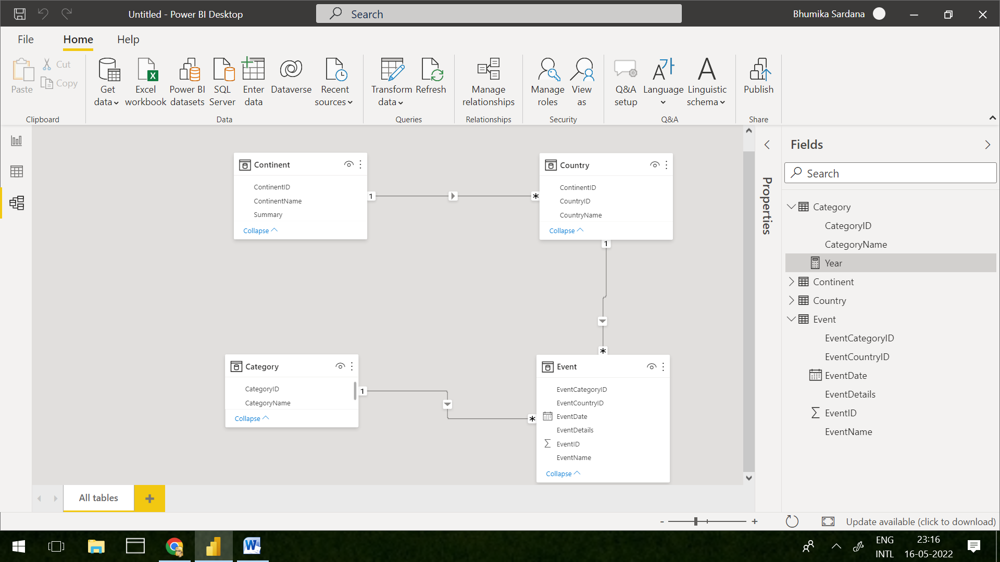 Untitled - Power BI Desktop
Search
Bhumika Sardana
File
Home
Help
Paste
Cut
Copy
Get data
Excel workbook
Power BI datasets
SQL Server
Enter data
Dataverse
Recent sources
Transform data
Refresh
Manage relationships
Manage roles
View as
Q&A setup
Language
Linguistic schema
Publish
Clipboard
Data
Queries
Relationships
Security
Q&A
Share
Continent
ContinentID
ContinentName
Summary
Collapse
1
*
Country
ContinentID
CountryID
CountryName
Collapse
1
*
Category
CategoryID
CategoryName
Collapse
1
*
Event
EventCategoryID
EventCountryID
EventDate
EventDetails
EventID
EventName
Collapse
Properties
Fields
Search
Category
CategoryID
CategoryName
Year
Continent
Country
Event
EventCategoryID
EventCountryID
EventDate
EventDetails
EventID
EventName
All tables
+
- +
Update available (click to download)
ENG
INTL
23:16
16-05-2022